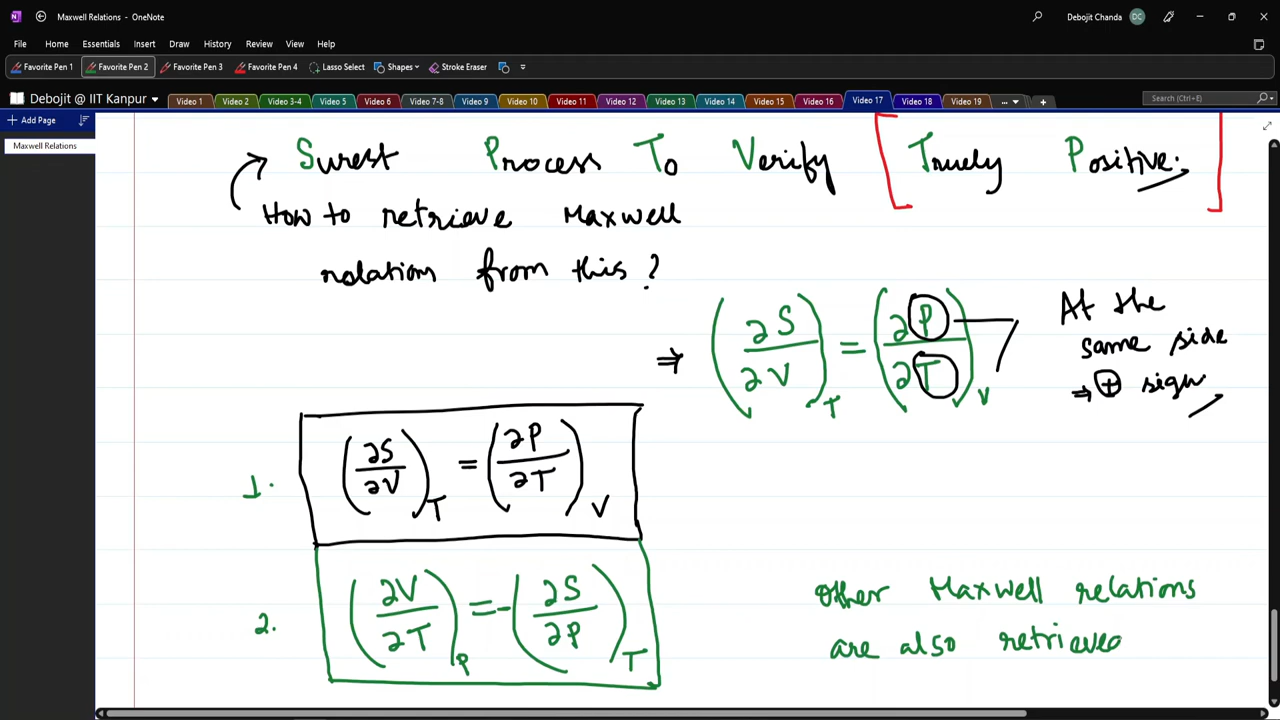 Maxwell Relations - OneNote
Debojit Chanda DC
File Home Essentials Insert Draw History Review View Help
Favorite Pen 1 Favorite Pen 2 Favorite Pen 3 Favorite Pen 4 Lasso Select Shapes Stroke Eraser
Debojit @ IIT Kanpur Video 1 Video 2 Video 3-4 Video 5 Video 6 Video 7-8 Video 9 Video 10 Video 11 Video 12 Video 13 Video 14 Video 15 Video 16 Video 17 Video 18 Video 19 ... + Search (Ctrl+E)
+ Add Page
Maxwell Relations
Surest Process To Verify [Truely Positive.]
How to retrieve Maxwell
relation from this?
⇒ (∂S/∂V)_T = (∂P/∂T)_V
At the
same side
⇒ ⊕ sign
1. (∂S/∂V)_T = (∂P/∂T)_V
2. (∂V/∂T)_P = -(∂S/∂P)_T
Other Maxwell relations
are also retrieved